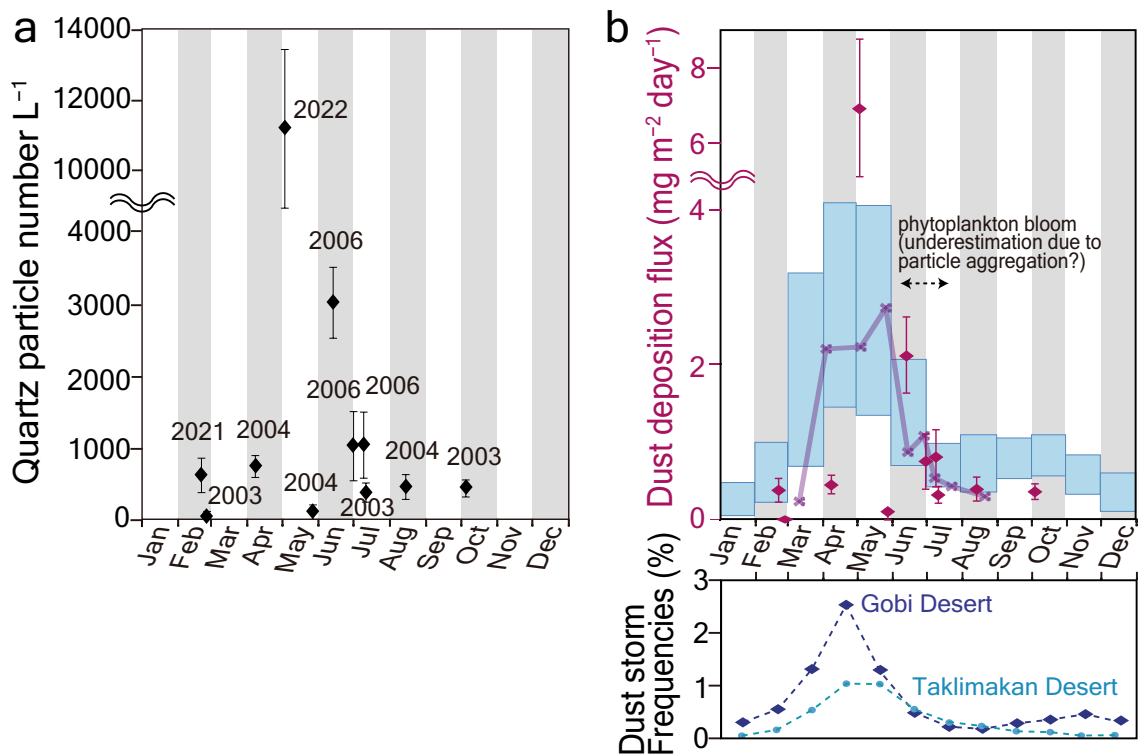 a
Quartz particle number L⁻¹
14000
12000
10000
4000
3000
2000
1000
0
2022
2006
2006
2006
2021
2004
2004
2003
2004
2003
2003
Jan
Feb
Mar
Apr
May
Jun
Jul
Aug
Sep
Oct
Nov
Dec
b
Dust deposition flux (mg m⁻² day⁻¹)
8
6
4
2
0
phytoplankton bloom
(underestimation due to
particle aggregation?)
Jan
Feb
Mar
Apr
May
Jun
Jul
Aug
Sep
Oct
Nov
Dec
Dust storm
Frequencies (%)
3
2
1
0
Gobi Desert
Taklimakan Desert